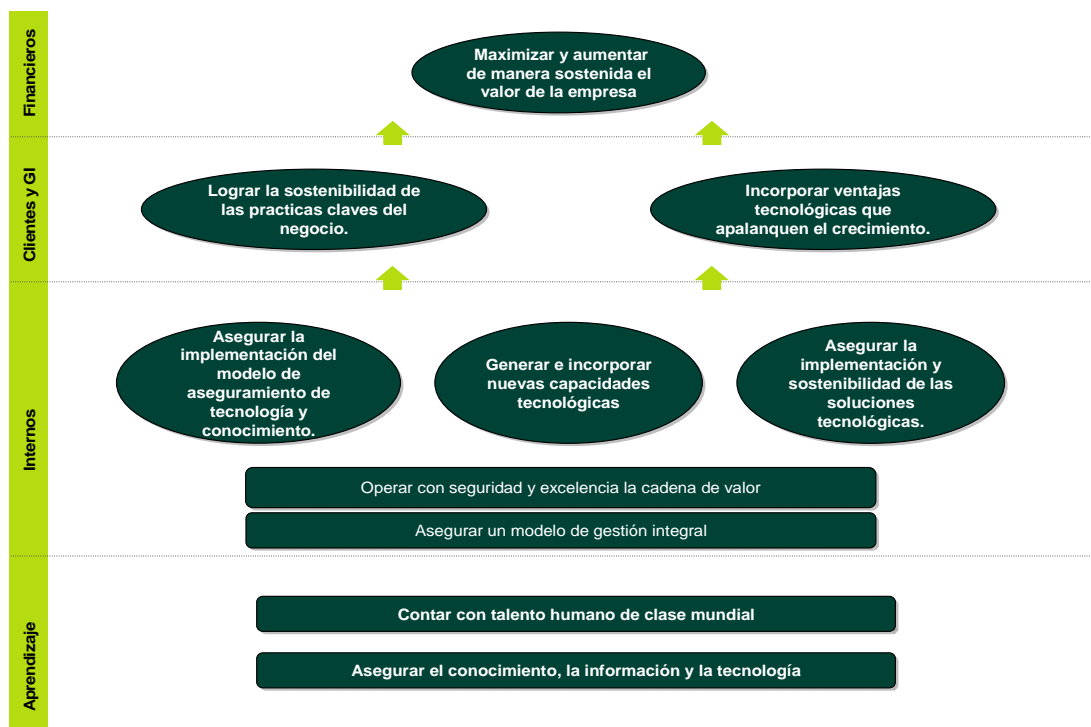 Financieros
Maximizar y aumentar
de manera sostenida el
valor de la empresa
Clientes y GI
Lograr la sostenibilidad de
las practicas claves del
negocio.
Incorporar ventajas
tecnológicas que
apalanquen el crecimiento.
Internos
Asegurar la
implementación del
modelo de
aseguramiento de
tecnología y
conocimiento.
Generar e incorporar
nuevas capacidades
tecnológicas
Asegurar la
implementación y
sostenibilidad de las
soluciones
tecnológicas.
Operar con seguridad y excelencia la cadena de valor
Asegurar un modelo de gestión integral
Aprendizaje
Contar con talento humano de clase mundial
Asegurar el conocimiento, la información y la tecnología